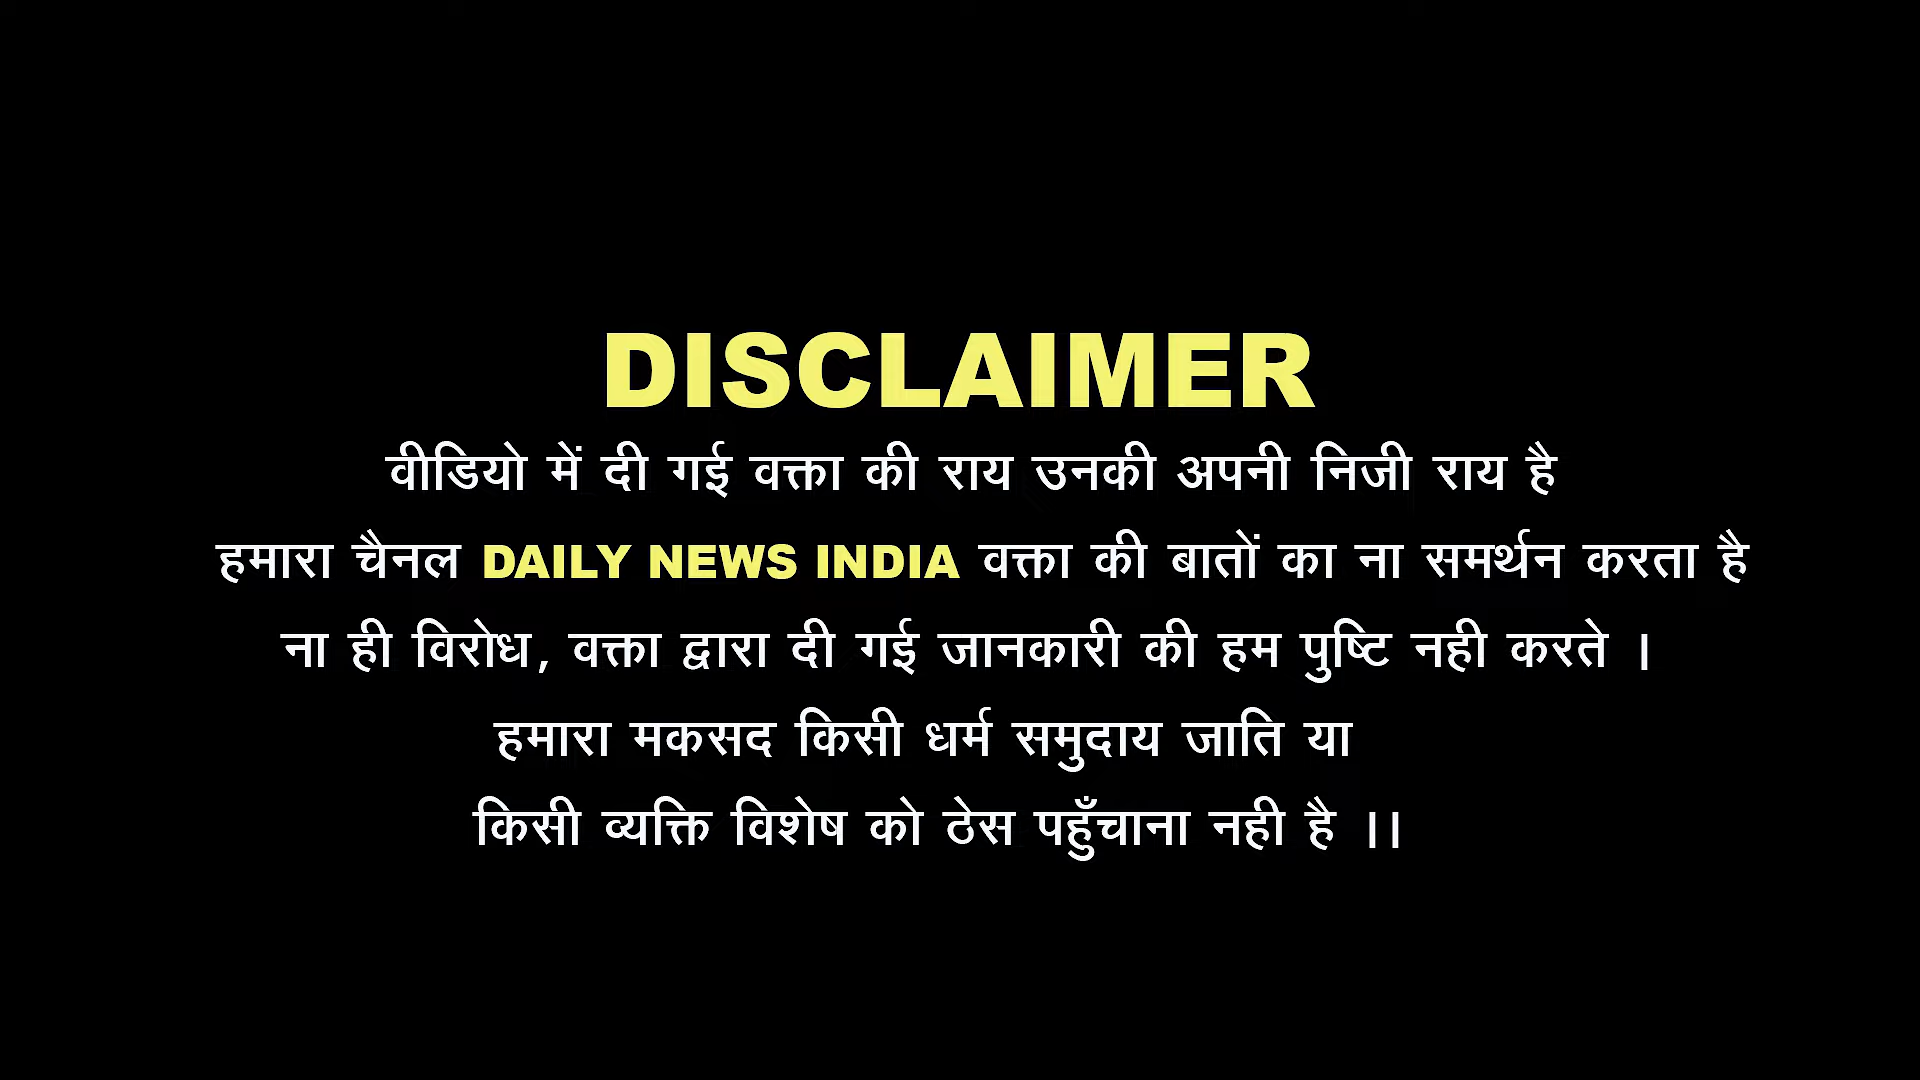 DISCLAIMER
वीडियो में दी गई वक्ता की राय उनकी अपनी निजी राय है
हमारा चैनल DAILY NEWS INDIA वक्ता की बातों का ना समर्थन करता है
ना ही विरोध, वक्ता द्वारा दी गई जानकारी की हम पुष्टि नही करते ।
हमारा मकसद किसी धर्म समुदाय जाति या
किसी व्यक्ति विशेष को ठेस पहुँचाना नही है ।।